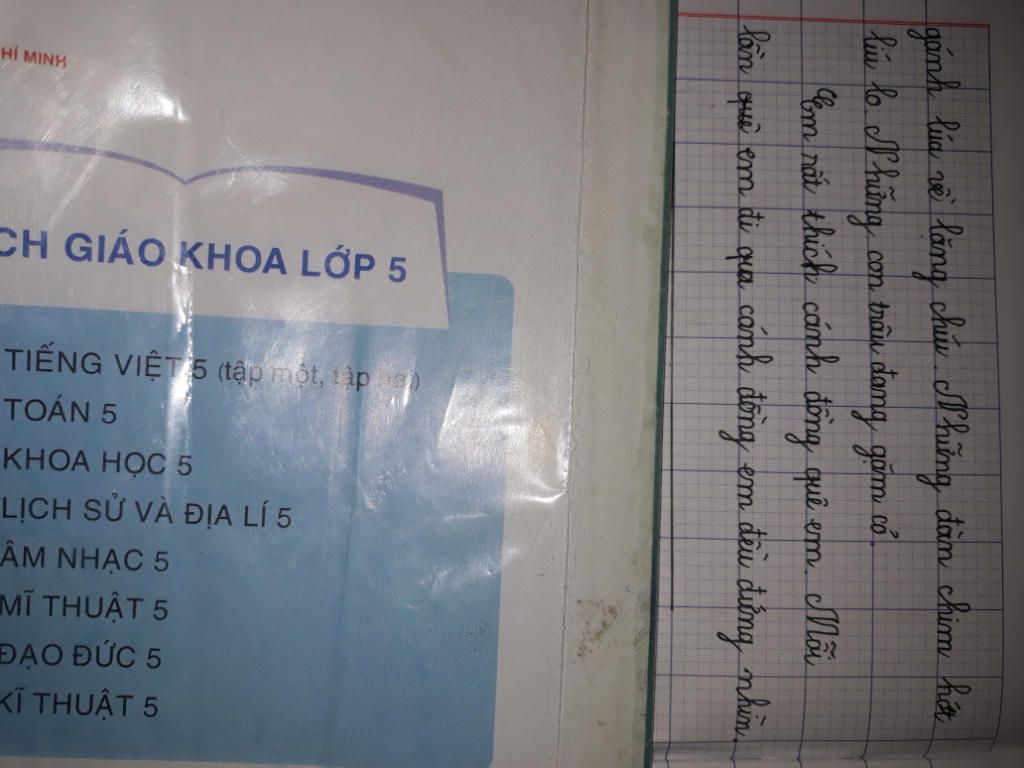 HÍ MINH
CH GIÁO KHOA LỚP 5
TIẾNG VIỆT 5 (tập một, tập hai)
TOÁN 5
KHOA HỌC 5
LỊCH SỬ VÀ ĐỊA LÍ 5
ÂM NHẠC 5
MĨ THUẬT 5
ĐẠO ĐỨC 5
KĨ THUẬT 5
gánh lúa về làng chú. Những đàn chim hót
líu lo. Những con trâu đang gặm cỏ.
Em rất thích cánh đồng quê em. Mỗi
lần quê em đi qua cánh đồng em đều đứng nhìn